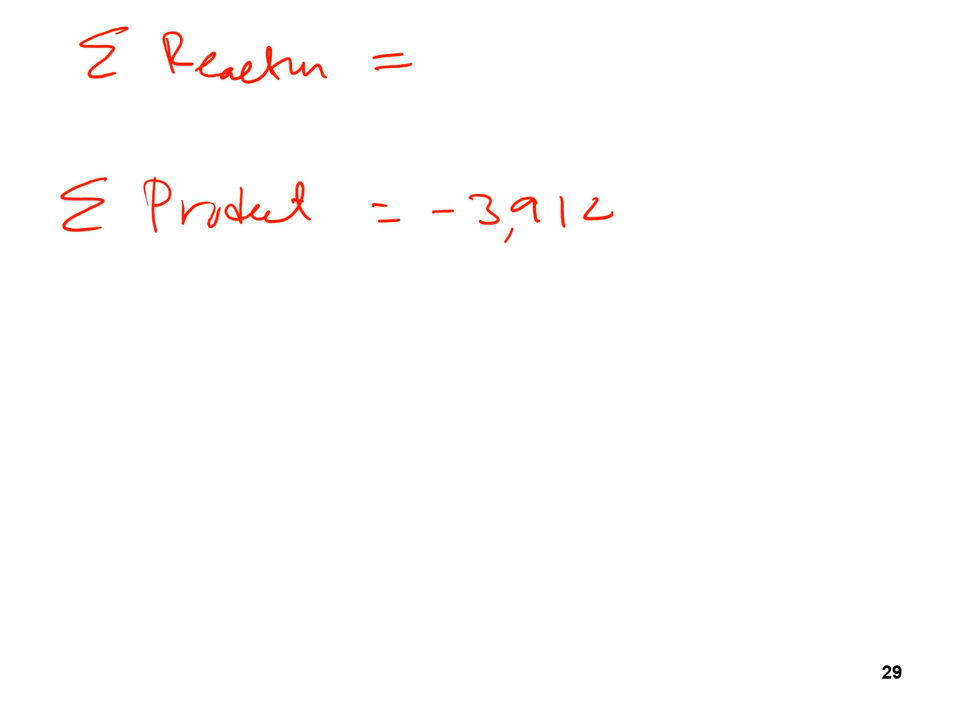 Σ Reactn =
Σ Product = - 3,912
29